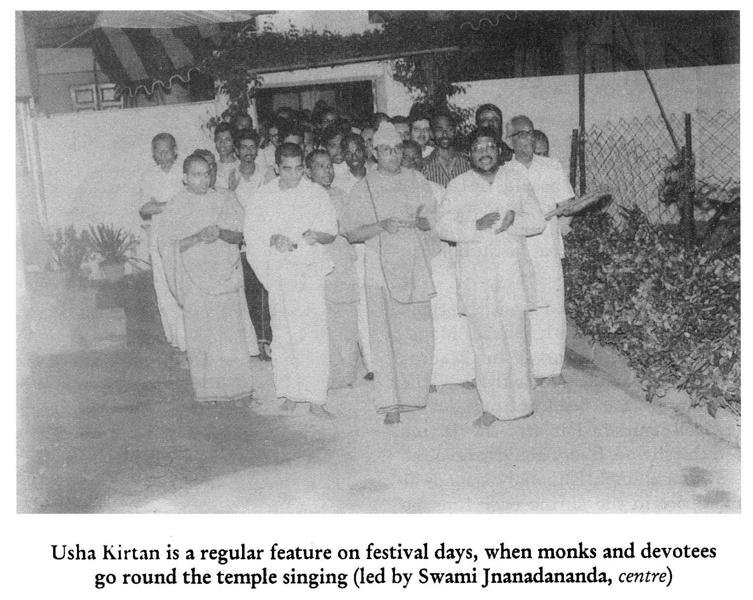 Usha Kirtan is a regular feature on festival days, when monks and devotees
go round the temple singing (led by Swami Jnanadananda, centre)